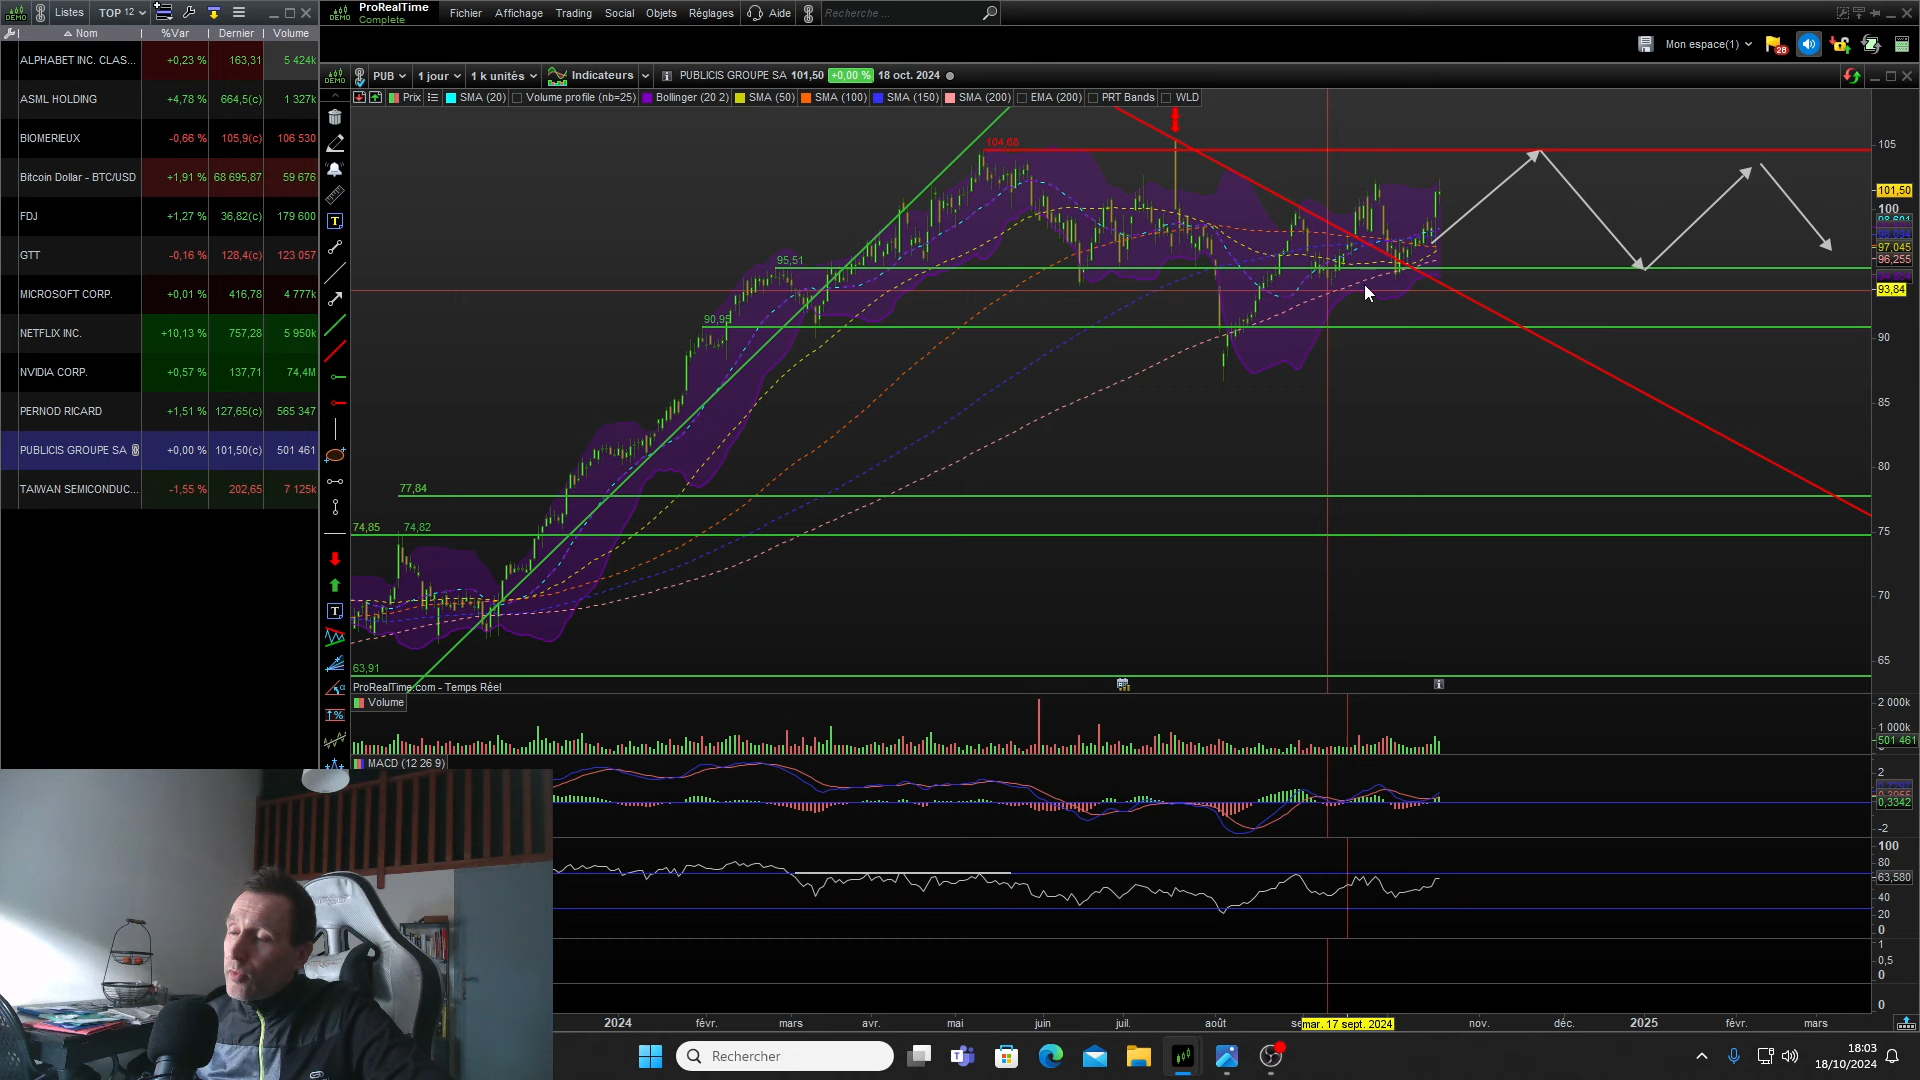 DEMO
Listes
TOP 12
Nom
%Var
Dernier
Volume
ALPHABET INC. CLAS...
+0,23 %
163,31
5 424k
ASML HOLDING
+4,78 %
664,5(c)
1 327k
BIOMERIEUX
-0,66 %
105,9(c)
106 530
Bitcoin Dollar - BTC/USD
+1,91 %
68 695,87
59 676
FDJ
+1,27 %
36,82(c)
179 600
GTT
-0,16 %
128,4(c)
123 057
MICROSOFT CORP.
+0,01 %
416,78
4 777k
NETFLIX INC.
+10,13 %
757,28
5 950k
NVIDIA CORP.
+0,57 %
137,71
74,4M
PERNOD RICARD
+1,51 %
127,65(c)
565 347
PUBLICIS GROUPE SA
+0,00 %
101,50(c)
501 461
TAIWAN SEMICONDUC...
-1,55 %
202,65
7 125k
DEMO
ProRealTime
Complete
Fichier
Affichage
Trading
Social
Objets
Réglages
Aide
Recherche ...
Mon espace(1)
28
DEMO
PUB
1 jour
1 k unités
Indicateurs
PUBLICIS GROUPE SA 101,50 +0,00 % 18 oct. 2024
Prix
SMA (20)
Volume profile (nb=25)
Bollinger (20 2)
SMA (50)
SMA (100)
SMA (150)
SMA (200)
EMA (200)
PRT Bands
WLD
104,68
95,51
90,95
77,84
74,85
74,82
63,91
ProRealTime.com - Temps Réel
105
101,50
100
97,045
96,255
93,84
90
85
80
75
70
65
Volume
2 000k
1 000k
501 461
MACD (12 26 9)
2
0,3342
-2
100
80
63,580
40
20
0
1
0,5
0
0
2024
févr.
mars
avr.
mai
juin
juil.
août
mar. 17 sept. 2024
nov.
déc.
2025
févr.
mars
Rechercher
18:03
18/10/2024